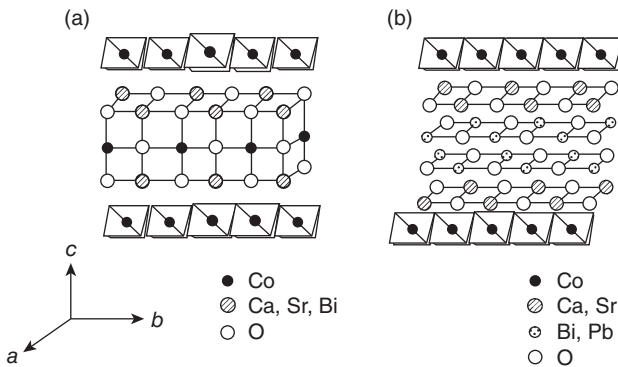 (a)
(b)
c
b
a
Co
Ca, Sr, Bi
O
Co
Ca, Sr
Bi, Pb
O